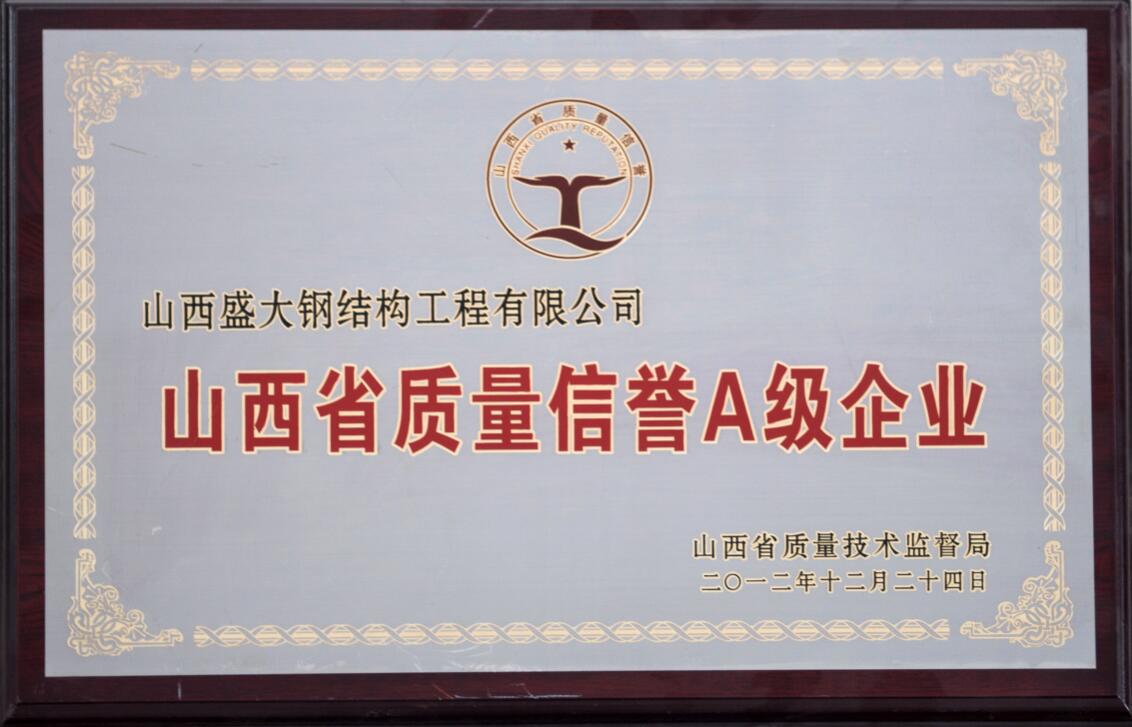 山西省质量信誉
SHANXI QUALITY REPUTATION
山西盛大钢结构工程有限公司
山西省质量信誉A级企业
山西省质量技术监督局
二〇一二年十二月二十四日